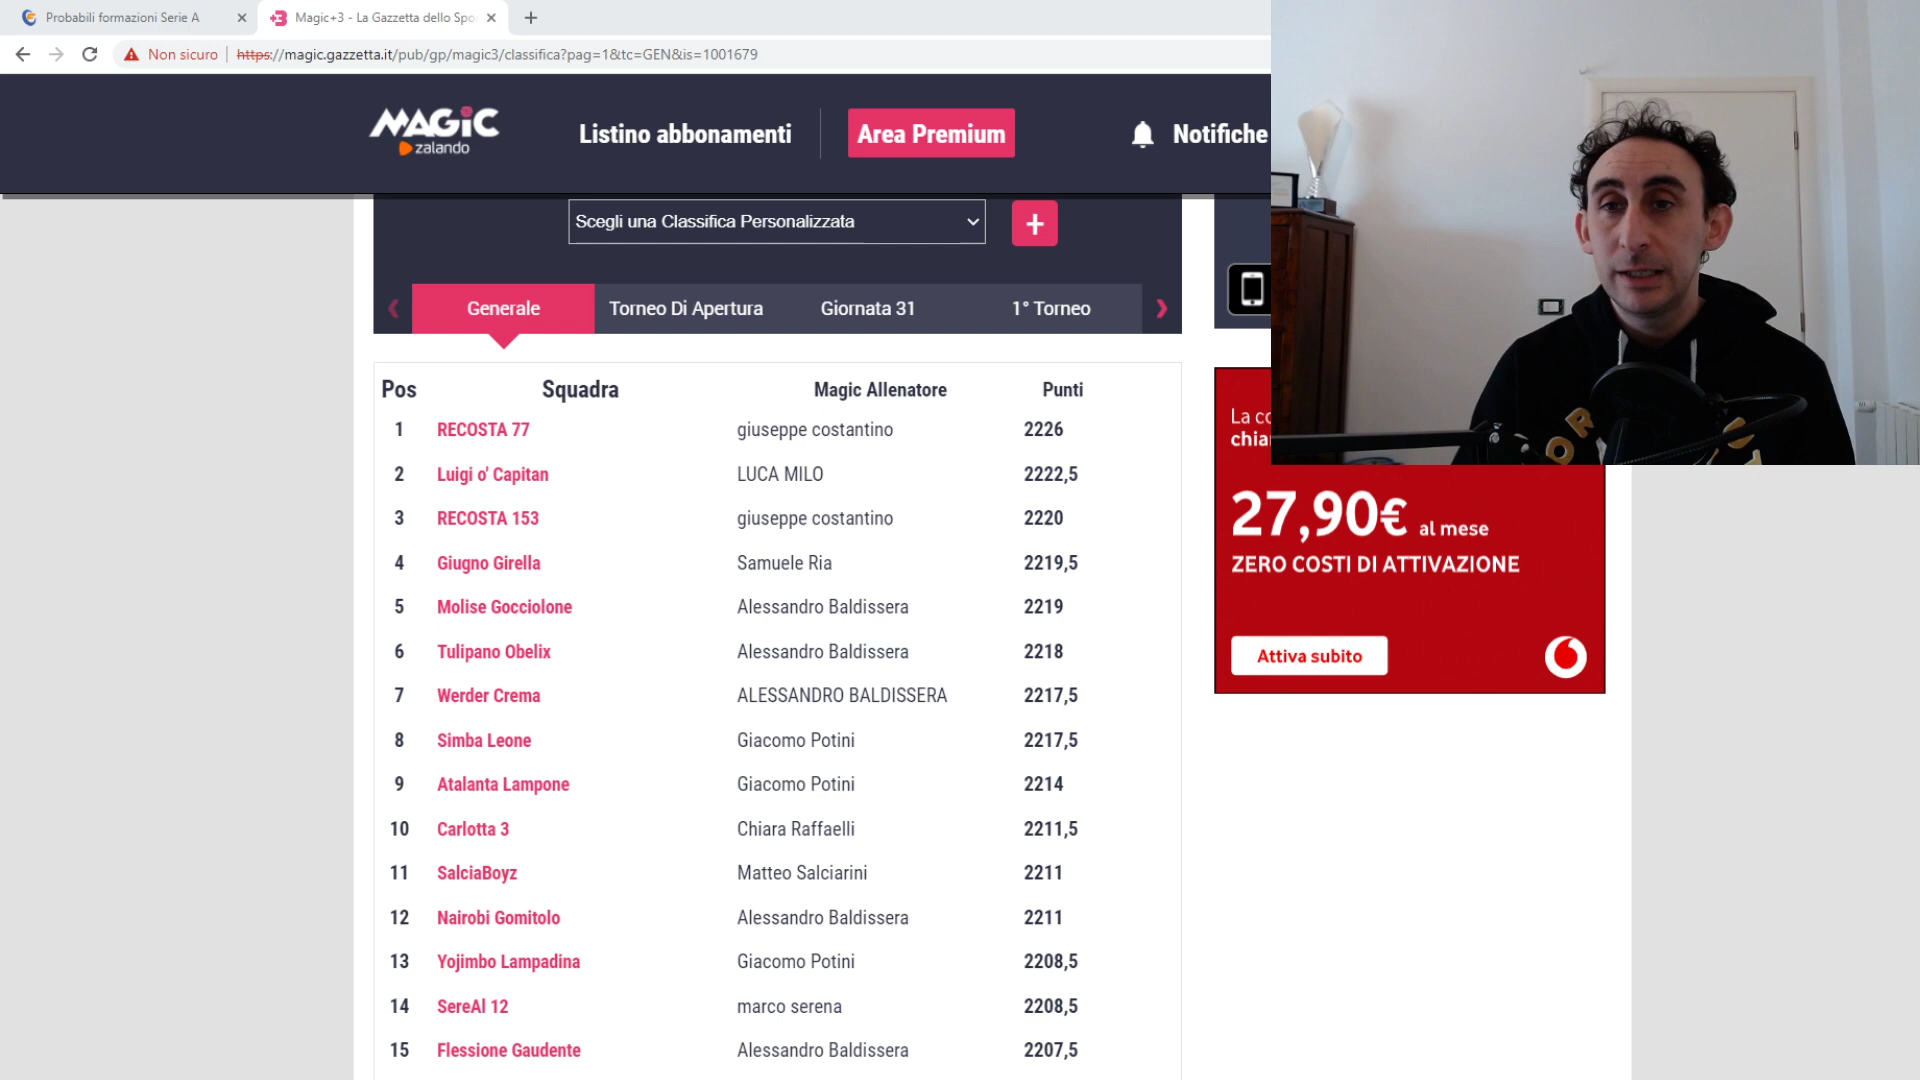 Probabili formazioni Serie A
Magic+3 - La Gazzetta dello Spo
Non sicuro
https://magic.gazzetta.it/pub/gp/magic3/classifica?pag=1&tc=GEN&is=1001679
MAGIC
zalando
Listino abbonamenti
Area Premium
Notifiche
Scegli una Classifica Personalizzata
+
Generale
Torneo Di Apertura
Giornata 31
1° Torneo
Pos Squadra Magic Allenatore Punti
1 RECOSTA 77 giuseppe costantino 2226
2 Luigi o' Capitan LUCA MILO 2222,5
3 RECOSTA 153 giuseppe costantino 2220
4 Giugno Girella Samuele Ria 2219,5
5 Molise Gocciolone Alessandro Baldissera 2219
6 Tulipano Obelix Alessandro Baldissera 2218
7 Werder Crema ALESSANDRO BALDISSERA 2217,5
8 Simba Leone Giacomo Potini 2217,5
9 Atalanta Lampone Giacomo Potini 2214
10 Carlotta 3 Chiara Raffaelli 2211,5
11 SalciaBoyz Matteo Salciarini 2211
12 Nairobi Gomitolo Alessandro Baldissera 2211
13 Yojimbo Lampadina Giacomo Potini 2208,5
14 SereAl 12 marco serena 2208,5
15 Flessione Gaudente Alessandro Baldissera 2207,5
La
27,90€ al mese
ZERO COSTI DI ATTIVAZIONE
Attiva subito